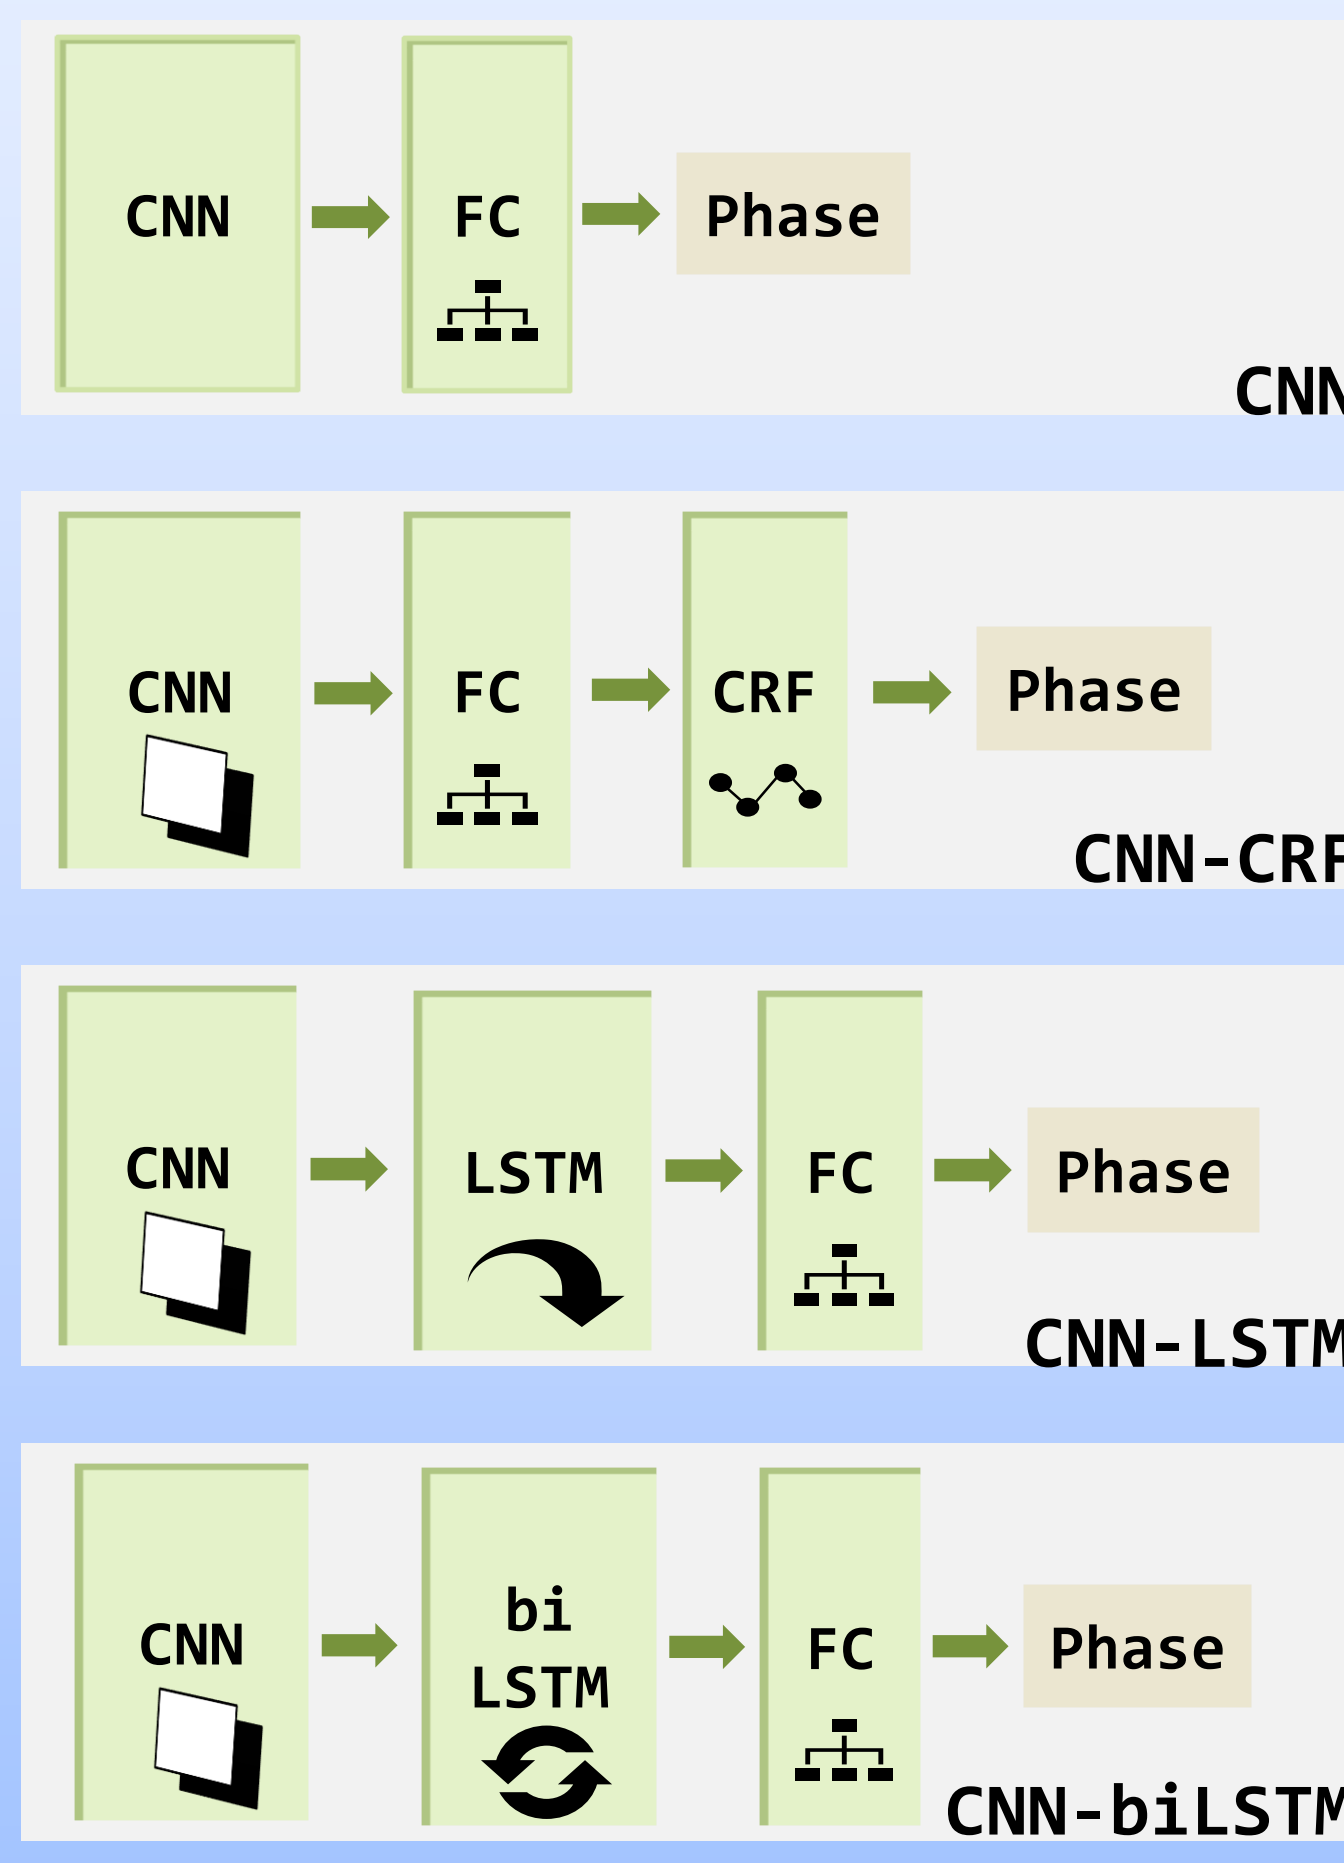 CNN
FC
Phase
CNN
CNN
FC
CRF
Phase
CNN-CRF
CNN
LSTM
FC
Phase
CNN-LSTM
CNN
bi
LSTM
FC
Phase
CNN-biLSTM